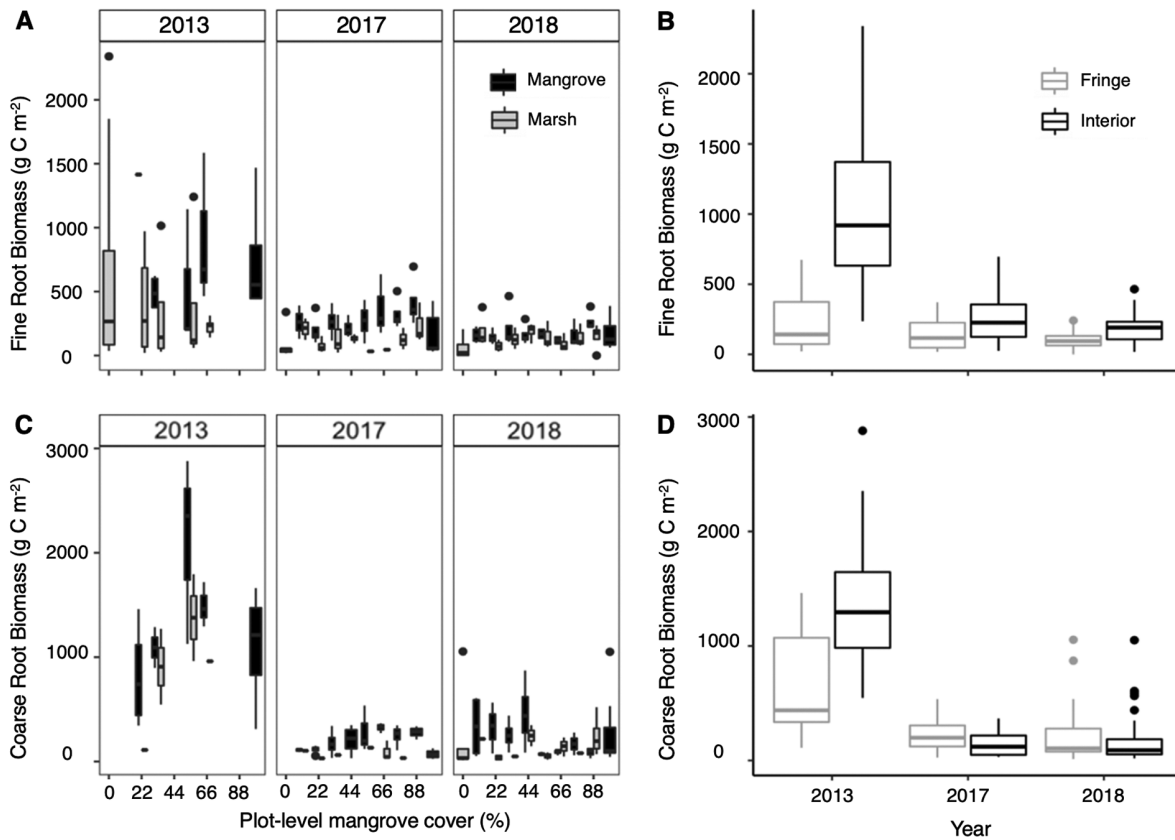 A
2013
2017
2018
Mangrove
Marsh
Fine Root Biomass (g C m-2)
2000
1500
1000
500
0
B
Fringe
Interior
Fine Root Biomass (g C m-2)
2000
1500
1000
500
0
C
2013
2017
2018
Coarse Root Biomass (g C m-2)
3000
2000
1000
0
0 22 44 66 88
0 22 44 66 88
0 22 44 66 88
Plot-level mangrove cover (%)
D
Coarse Root Biomass (g C m-2)
3000
2000
1000
0
2013 2017 2018
Year